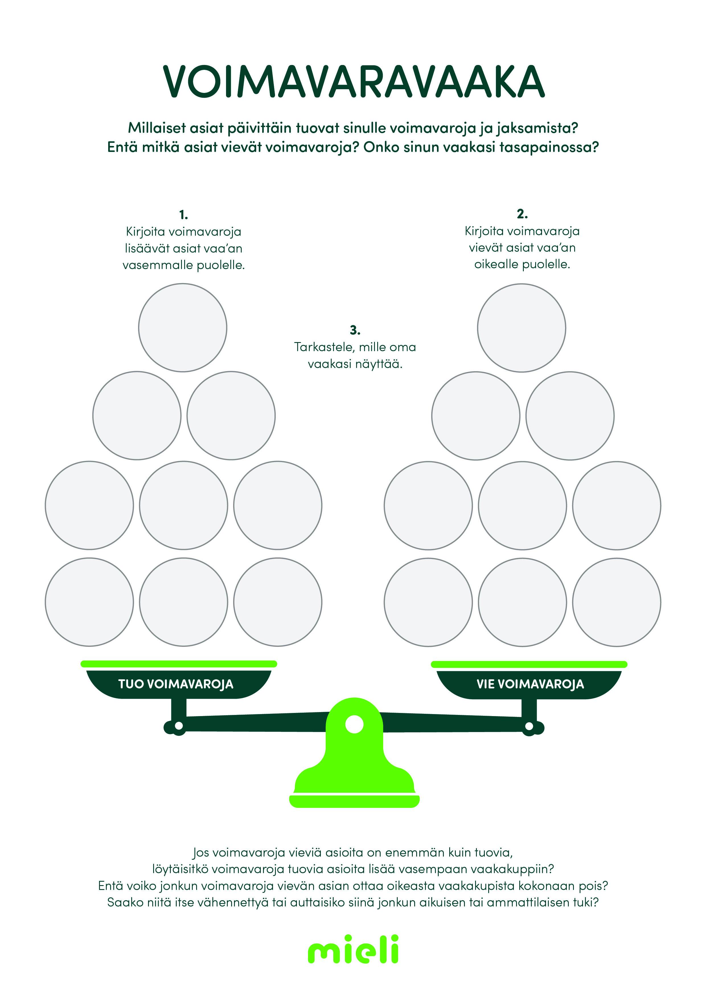 VOIMAVARAVAAKA
Millaiset asiat päivittäin tuovat sinulle voimavaroja ja jaksamista?
Entä mitkä asiat vievät voimavaroja? Onko sinun vaakasi tasapainossa?
1.
Kirjoita voimavaroja
lisäävät asiat vaa’an
vasemmalle puolelle.
2.
Kirjoita voimavaroja
vievät asiat vaa’an
oikealle puolelle.
3.
Tarkastele, mille oma
vaakasi näyttää.
TUO VOIMAVAROJA
VIE VOIMAVAROJA
Jos voimavaroja vieviä asioita on enemmän kuin tuovia,
löytäisitkö voimavaroja tuovia asioita lisää vasempaan vaakakuppiin?
Entä voiko jonkun voimavaroja vievän asian ottaa oikeasta vaakakupista kokonaan pois?
Saako niitä itse vähennettyä tai auttaisiko siinä jonkun aikuisen tai ammattilaisen tuki?
mieli